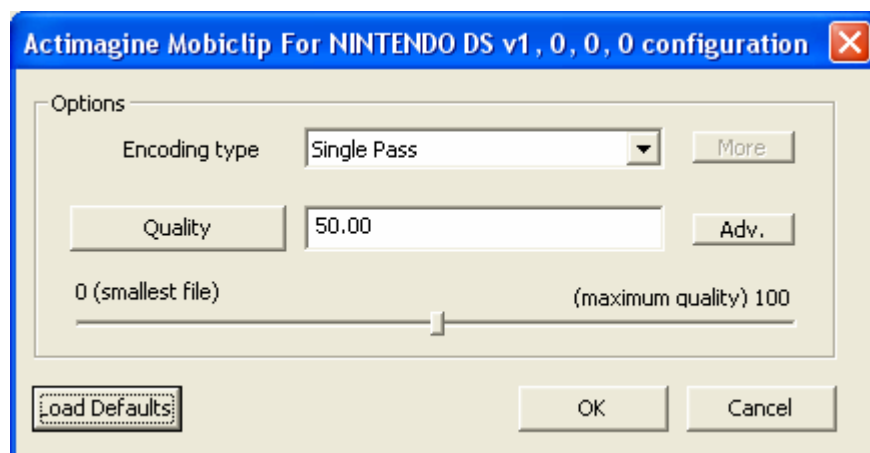 Actimagine Mobiclip For NINTENDO DS v1, 0, 0, 0 configuration
Options
Encoding type Single Pass More
Quality 50.00 Adv.
0 (smallest file) (maximum quality) 100
Load Defaults OK Cancel